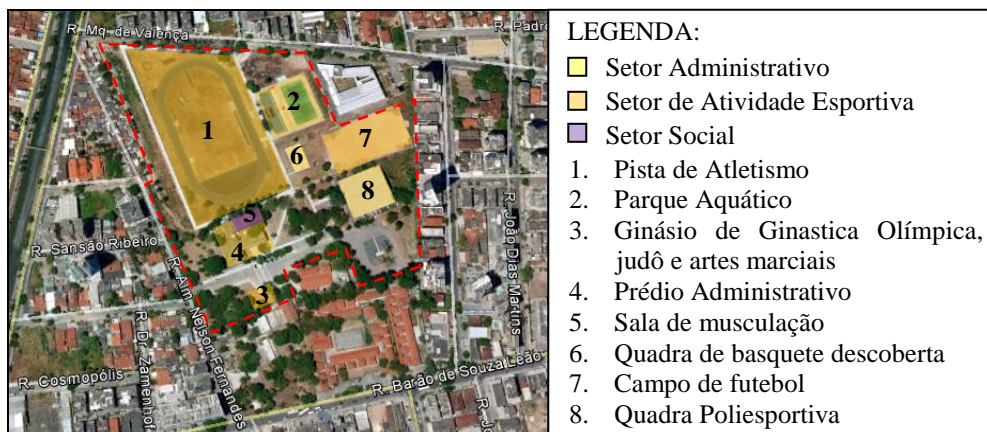 R. Mq. de Valença
R. Padre
1
2
7
6
8
5
4
3
R. Sansão Ribeiro
R. Alm. Nelson Fernandes
R. João Dias Martins
R. Cosmopólis
R. Dr. Zamenhof
R. Barão de Souza Leão
R. Jo
LEGENDA:
Setor Administrativo
Setor de Atividade Esportiva
Setor Social
1. Pista de Atletismo
2. Parque Aquático
3. Ginásio de Ginastica Olímpica,
judô e artes marciais
4. Prédio Administrativo
5. Sala de musculação
6. Quadra de basquete descoberta
7. Campo de futebol
8. Quadra Poliesportiva